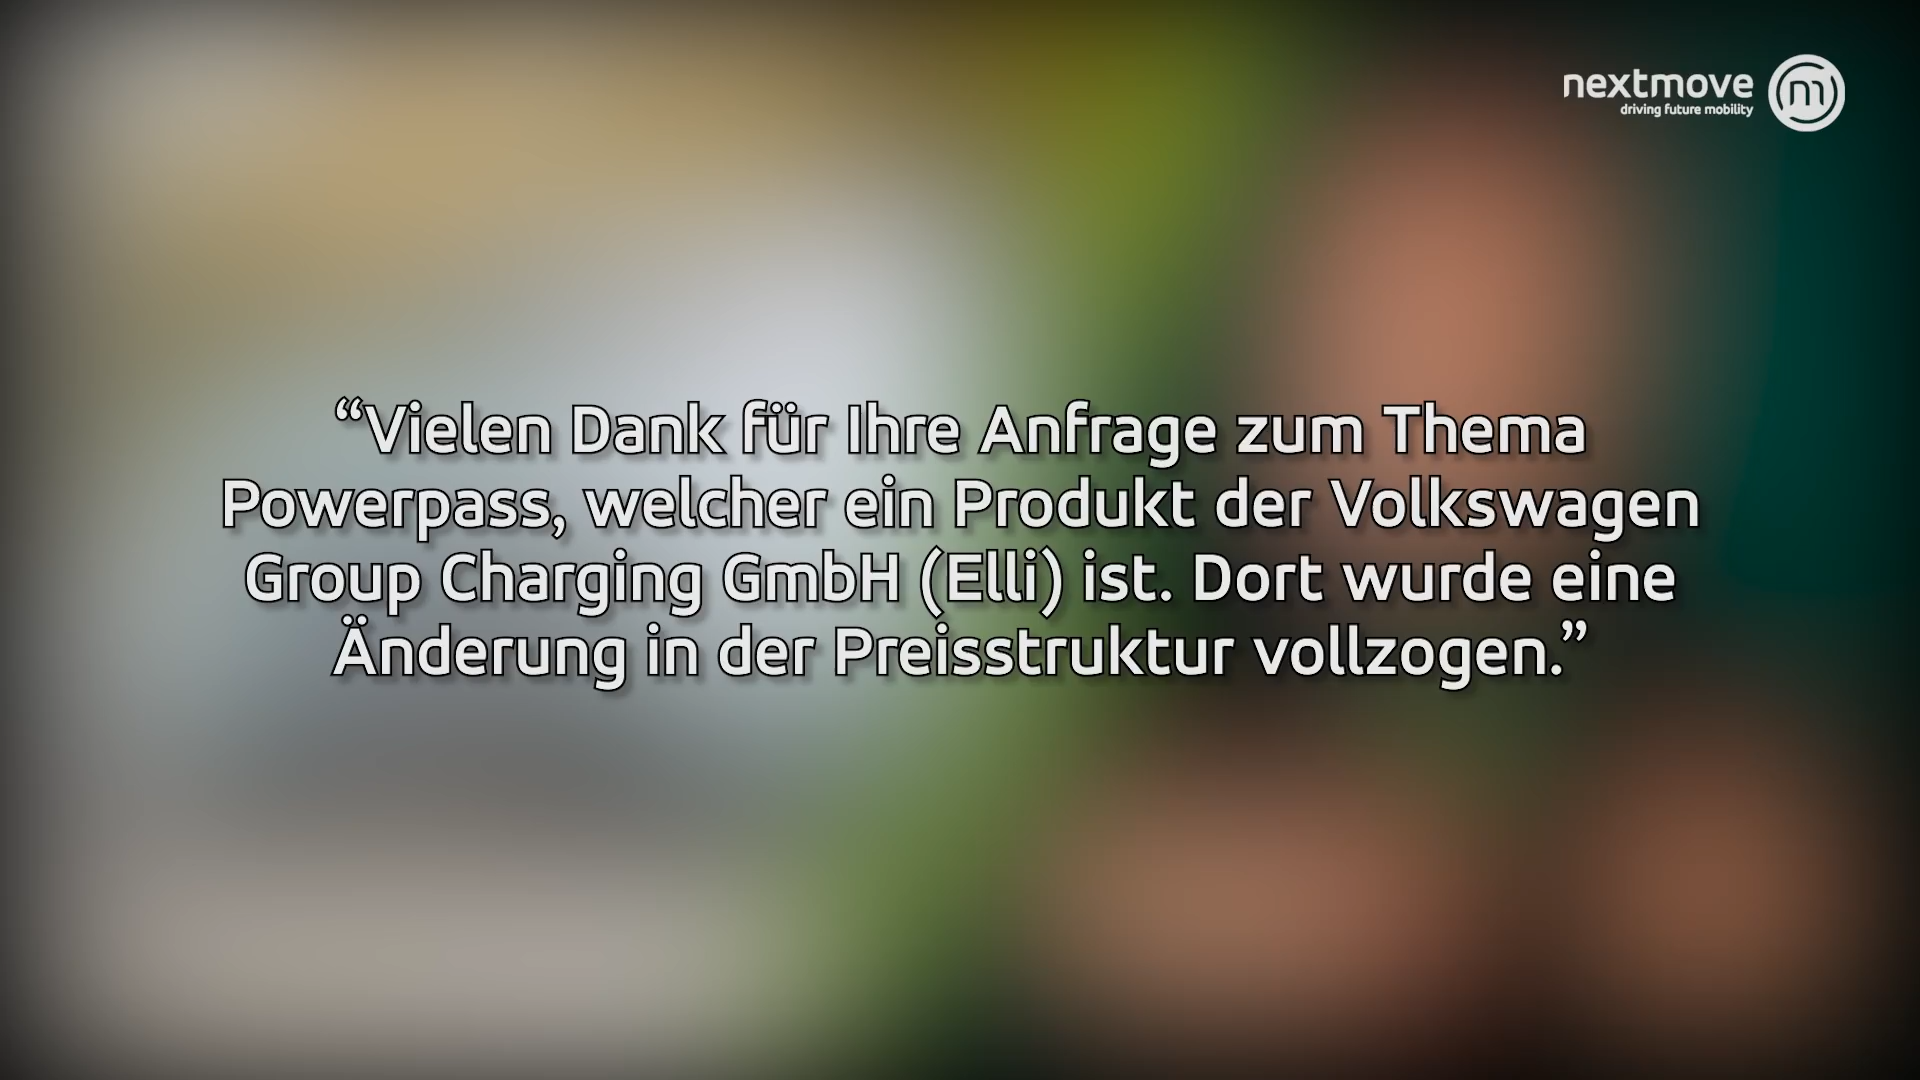 nextmove
driving future mobility
“Vielen Dank für Ihre Anfrage zum Thema
Powerpass, welcher ein Produkt der Volkswagen
Group Charging GmbH (Elli) ist. Dort wurde eine
Änderung in der Preisstruktur vollzogen.”